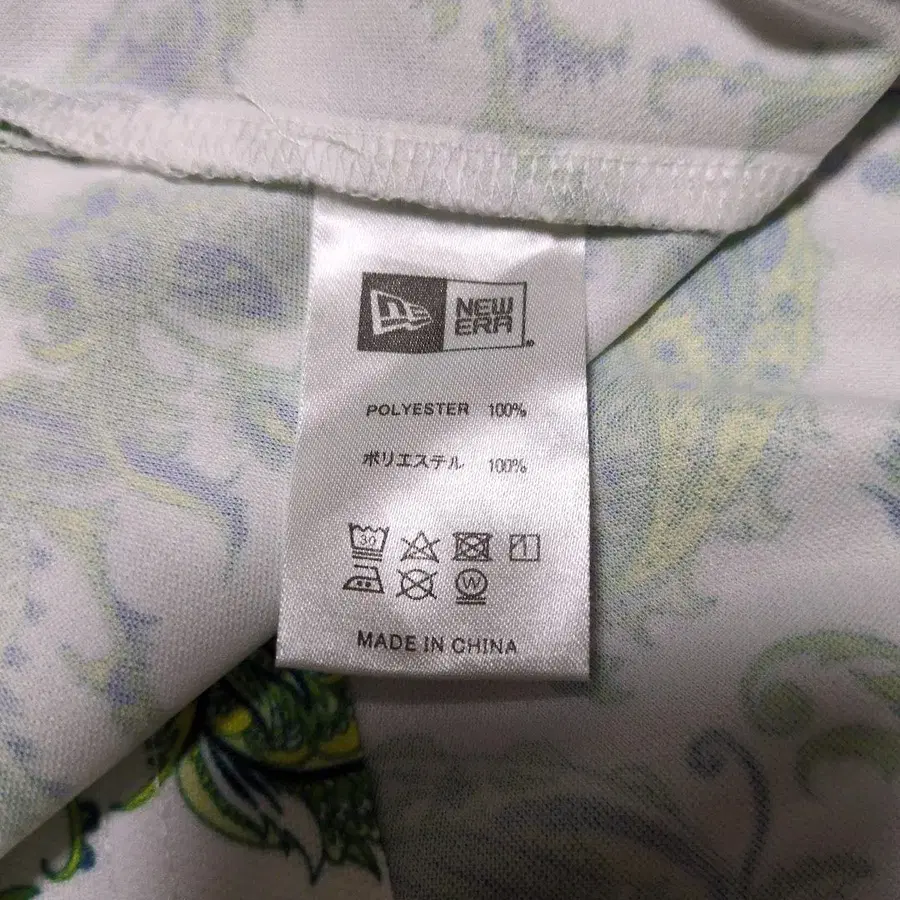 NEW
ERA
POLYESTER 100%
ポリエステル 100%
30
W
MADE IN CHINA